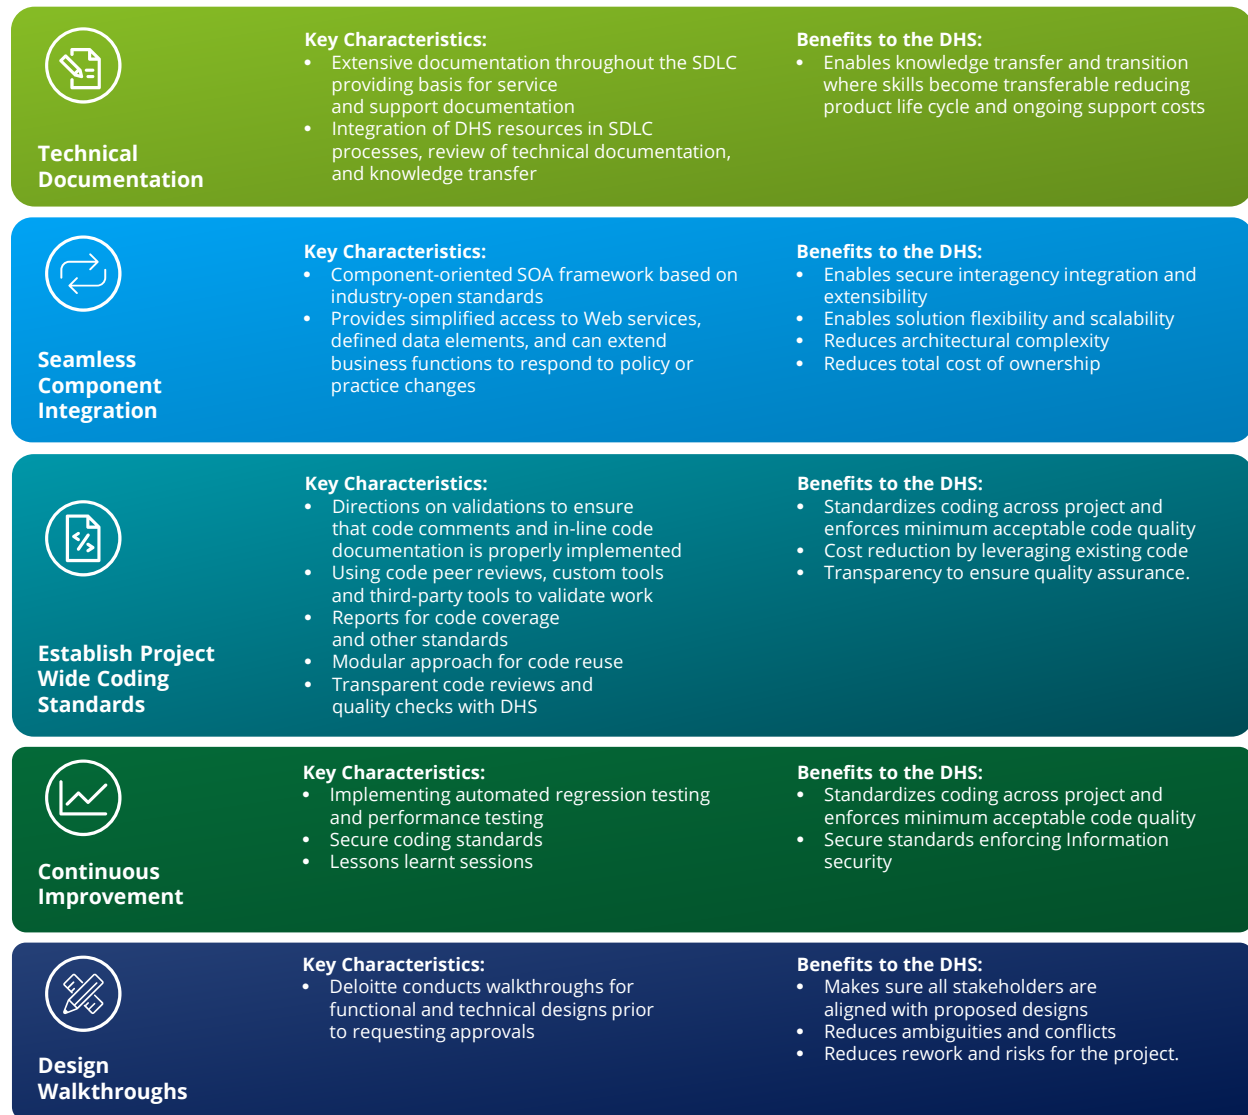 Technical
Documentation
Key Characteristics:
• Extensive documentation throughout the SDLC
providing basis for service
and support documentation
• Integration of DHS resources in SDLC
processes, review of technical documentation,
and knowledge transfer
Benefits to the DHS:
• Enables knowledge transfer and transition
where skills become transferable reducing
product life cycle and ongoing support costs
Seamless
Component
Integration
Key Characteristics:
• Component-oriented SOA framework based on
industry-open standards
• Provides simplified access to Web services,
defined data elements, and can extend
business functions to respond to policy or
practice changes
Benefits to the DHS:
• Enables secure interagency integration and
extensibility
• Enables solution flexibility and scalability
• Reduces architectural complexity
• Reduces total cost of ownership
Establish Project
Wide Coding
Standards
Key Characteristics:
• Directions on validations to ensure
that code comments and in-line code
documentation is properly implemented
• Using code peer reviews, custom tools
and third-party tools to validate work
• Reports for code coverage
and other standards
• Modular approach for code reuse
• Transparent code reviews and
quality checks with DHS
Benefits to the DHS:
• Standardizes coding across project and
enforces minimum acceptable code quality
• Cost reduction by leveraging existing code
• Transparency to ensure quality assurance.
Continuous
Improvement
Key Characteristics:
• Implementing automated regression testing
and performance testing
• Secure coding standards
• Lessons learnt sessions
Benefits to the DHS:
• Standardizes coding across project and
enforces minimum acceptable code quality
• Secure standards enforcing Information
security
Design
Walkthroughs
Key Characteristics:
• Deloitte conducts walkthroughs for
functional and technical designs prior
to requesting approvals
Benefits to the DHS:
• Makes sure all stakeholders are
aligned with proposed designs
• Reduces ambiguities and conflicts
• Reduces rework and risks for the project.